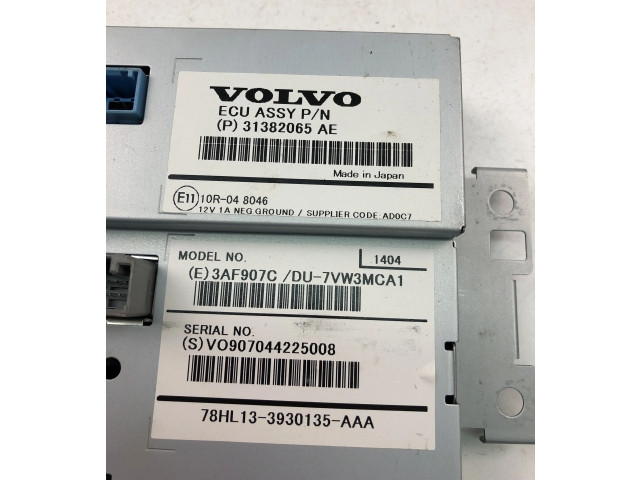 VOLVO
ECU ASSY P/N
(P) 31382065 AE
Made in Japan
E11 10R-04 8046
12V 1A NEG GROUND / SUPPLIER CODE. AD0C7
MODEL NO.
1404
(E) 3AF907C /DU-7VW3MCA1
SERIAL NO.
(S) VO907044225008
78HL13-3930135-AAA